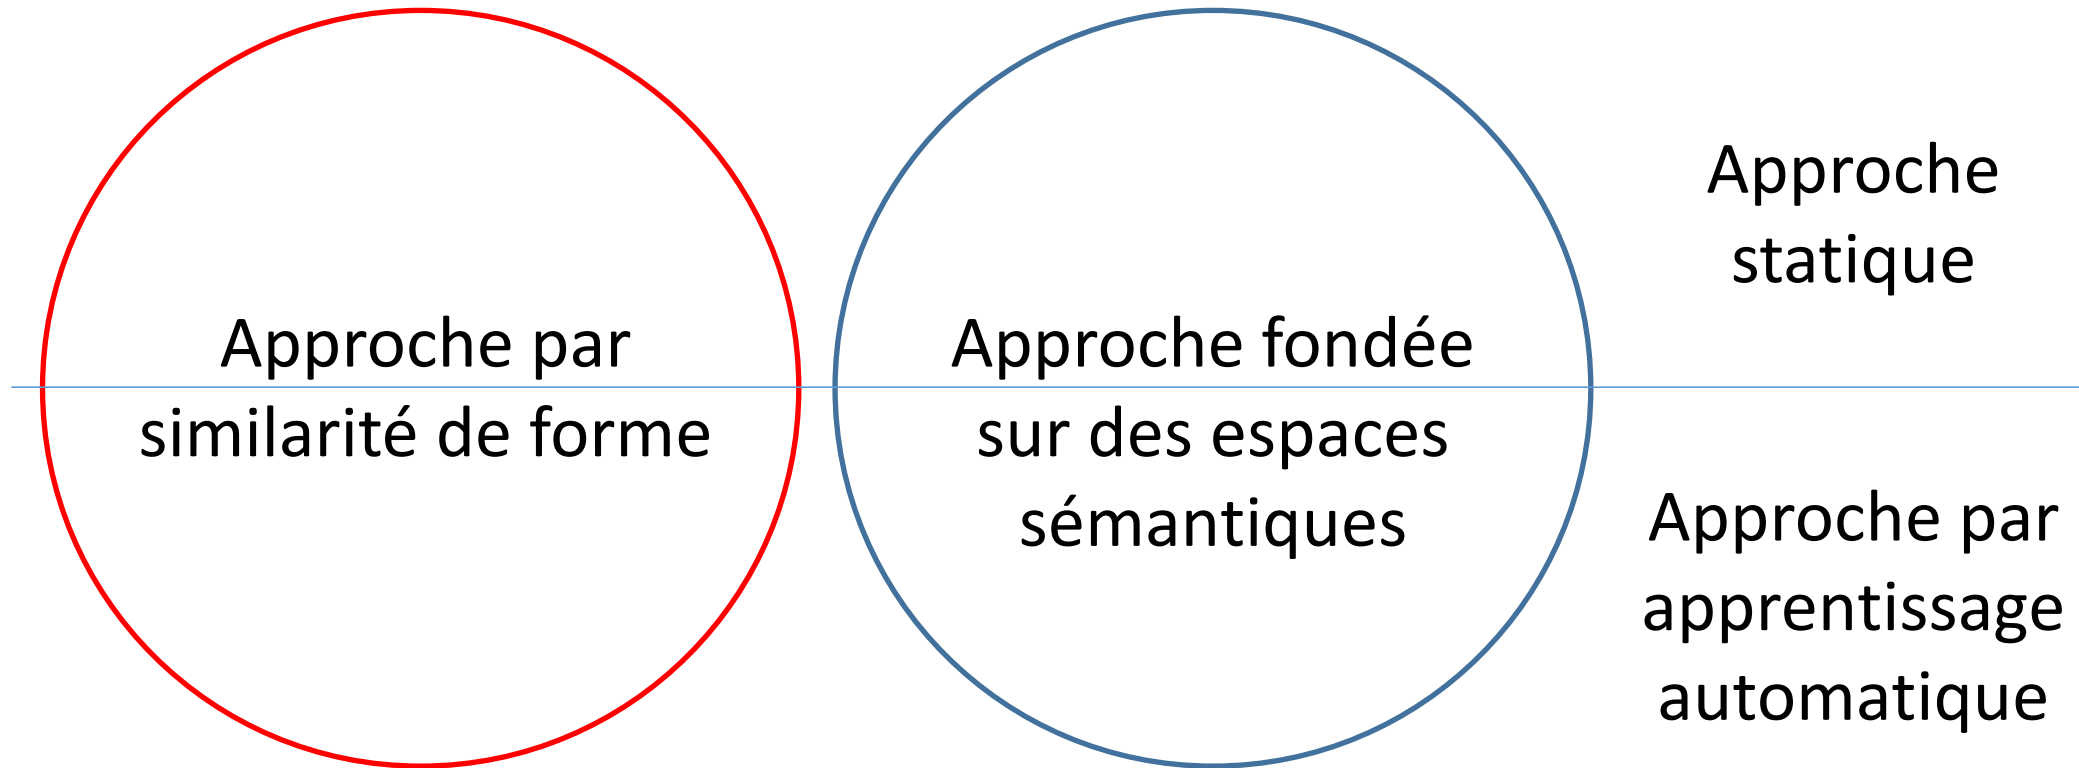 Approche par
similarité de forme
Approche fondée
sur des espaces
sémantiques
Approche
statique
Approche par
apprentissage
automatique